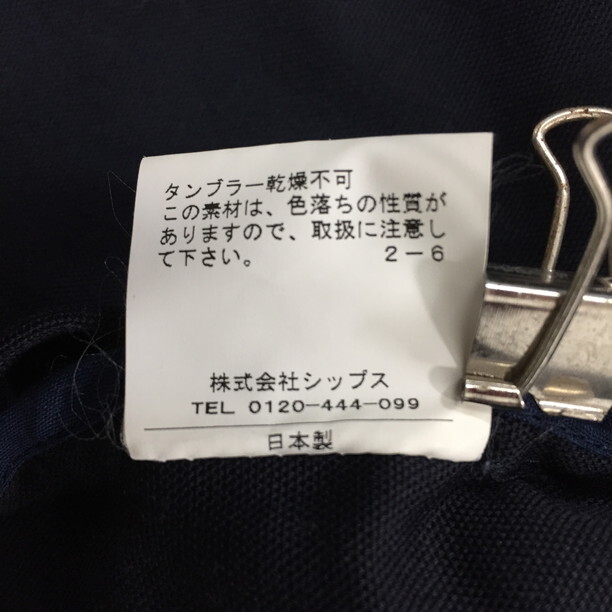 タンブラー乾燥不可
この素材は、色落ちの性質が
ありますので、取扱に注意し
て下さい。 2-6
株式会社シップス
TEL 0120-444-099
日本製